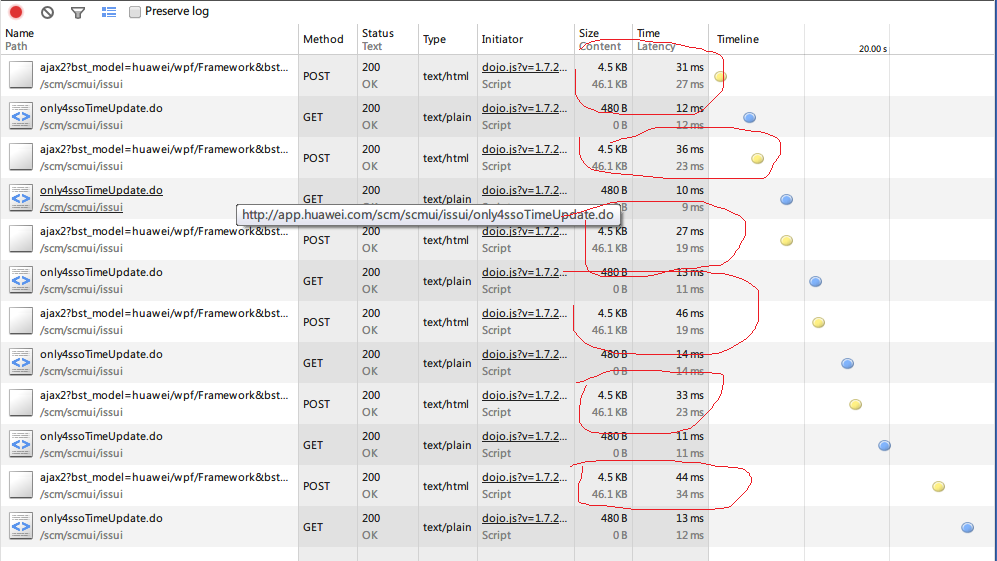 Preserve log
Name Method Status Type Initiator Size Time Timeline
Path Text Content Latency 20.00 s
ajax2?bst_model=huawei/wpf/Framework&bst... POST 200 text/html dojo.js?v=1.7.2... 4.5 KB 31 ms
/scm/scmui/issui OK Script 46.1 KB 27 ms
only4ssoTimeUpdate.do GET 200 text/plain dojo.js?v=1.7.2... 480 B 12 ms
/scm/scmui/issui OK Script 0 B 12 ms
ajax2?bst_model=huawei/wpf/Framework&bst... POST 200 text/html dojo.js?v=1.7.2... 4.5 KB 36 ms
/scm/scmui/issui OK Script 46.1 KB 23 ms
only4ssoTimeUpdate.do GET 200 text/plain dojo.js?v=1.7.2... 480 B 10 ms
/scm/scmui/issui OK 9 ms
http://app.huawei.com/scm/scmui/issui/only4ssoTimeUpdate.do
ajax2?bst_model=huawei/wpf/Framework&bst... POST 200 text/html dojo.js?v=1.7.2... 4.5 KB 27 ms
/scm/scmui/issui OK Script 46.1 KB 19 ms
only4ssoTimeUpdate.do GET 200 text/plain dojo.js?v=1.7.2... 480 B 13 ms
/scm/scmui/issui OK Script 0 B 11 ms
ajax2?bst_model=huawei/wpf/Framework&bst... POST 200 text/html dojo.js?v=1.7.2... 4.5 KB 46 ms
/scm/scmui/issui OK Script 46.1 KB 19 ms
only4ssoTimeUpdate.do GET 200 text/plain dojo.js?v=1.7.2... 480 B 14 ms
/scm/scmui/issui OK Script 0 B 14 ms
ajax2?bst_model=huawei/wpf/Framework&bst... POST 200 text/html dojo.js?v=1.7.2... 4.5 KB 33 ms
/scm/scmui/issui OK Script 46.1 KB 23 ms
only4ssoTimeUpdate.do GET 200 text/plain dojo.js?v=1.7.2... 480 B 11 ms
/scm/scmui/issui OK Script 0 B 11 ms
ajax2?bst_model=huawei/wpf/Framework&bst... POST 200 text/html dojo.js?v=1.7.2... 4.5 KB 44 ms
/scm/scmui/issui OK Script 46.1 KB 34 ms
only4ssoTimeUpdate.do GET 200 text/plain dojo.js?v=1.7.2... 480 B 13 ms
/scm/scmui/issui OK Script 0 B 12 ms